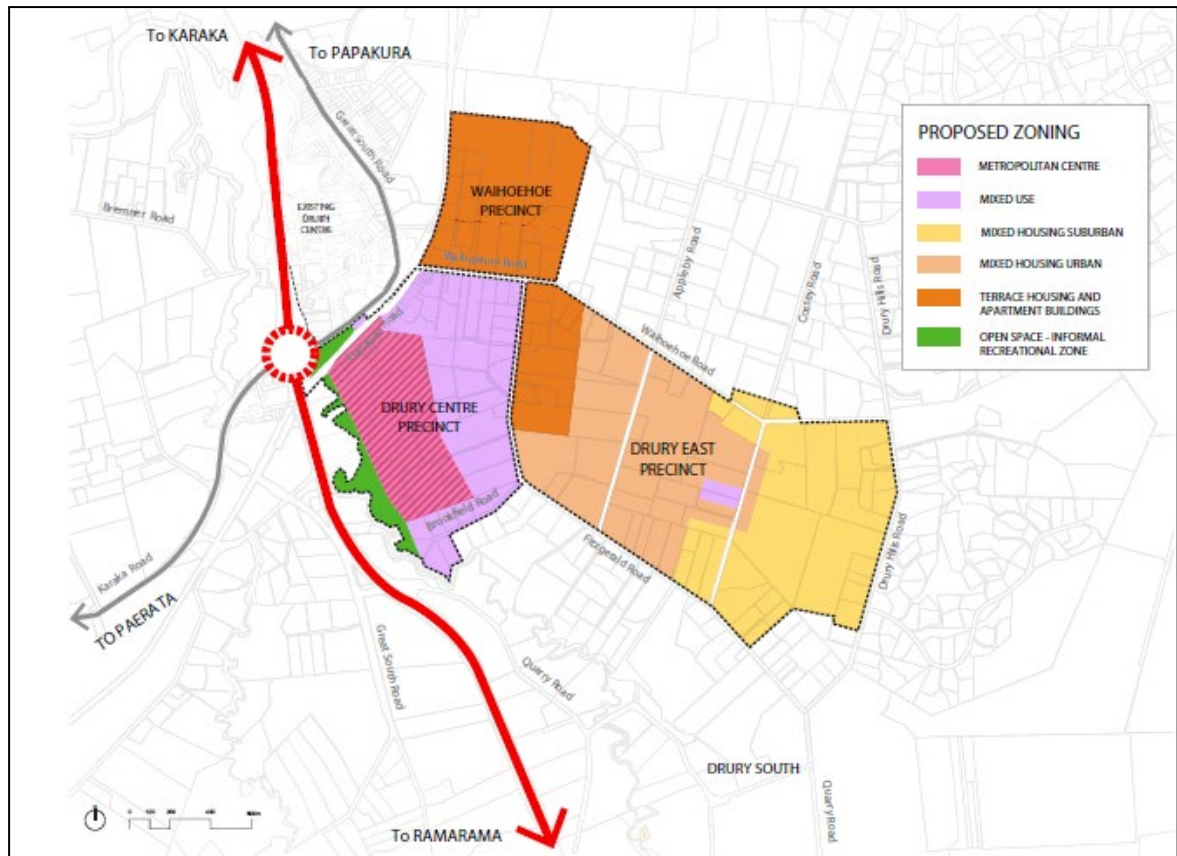 To KARAKA
To PAPAKURA
Great South Road
Bremner Road
EXISTING
DRURY
CENTRE
WAIHOEHOE
PRECINCT
Waihoehoe Road
Appleby Road
Cossey Road
Drury Hills Road
Waihoehoe Road
DRURY CENTRE
PRECINCT
DRURY EAST
PRECINCT
Brookfield Road
Fitzgerald Road
Drury Hills Road
Karaka Road
TO PAERATA
Great South Road
Quarry Road
DRURY SOUTH
Quarry Road
To RAMARAMA
PROPOSED ZONING
METROPOLITAN CENTRE
MIXED USE
MIXED HOUSING SUBURBAN
MIXED HOUSING URBAN
TERRACE HOUSING AND
APARTMENT BUILDINGS
OPEN SPACE - INFORMAL
RECREATIONAL ZONE